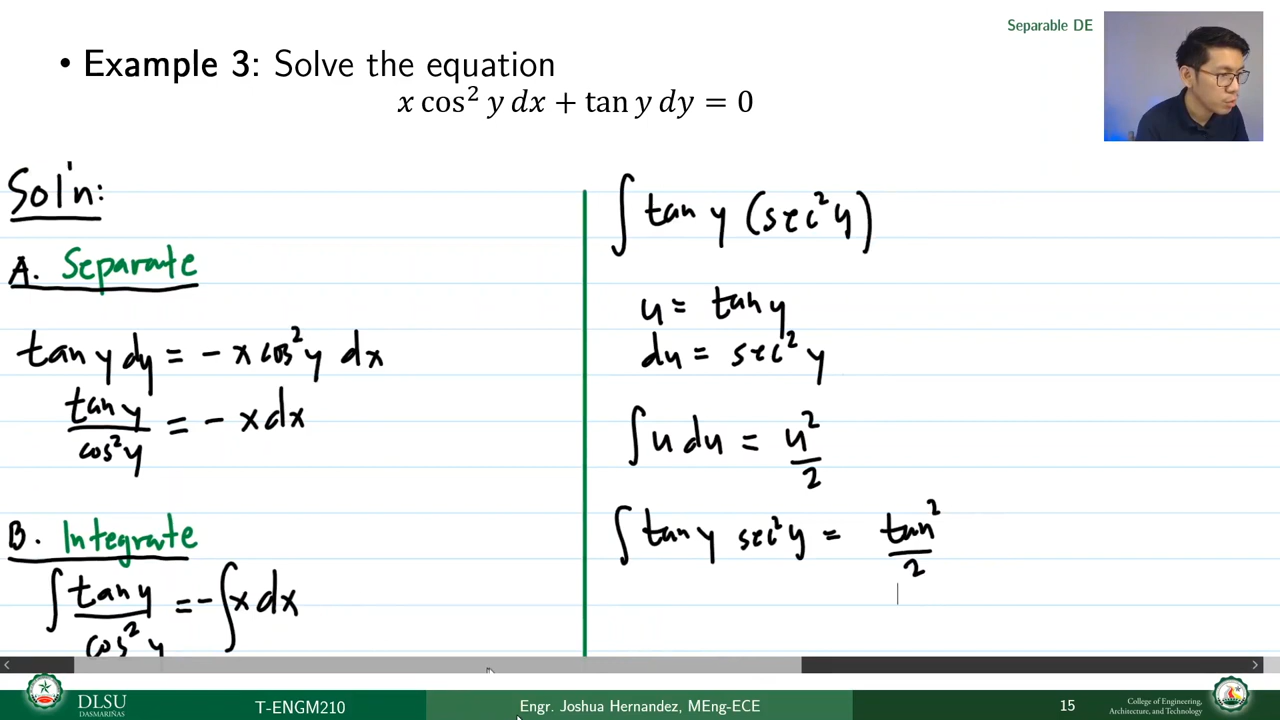 Separable DE
• Example 3: Solve the equation
x cos² y dx + tan y dy = 0
Sol'n:
A. Separate
tan y dy = - x cos² y dx
tan y / cos² y = - x dx
B. Integrate
∫ tan y / cos² y = - ∫ x dx
∫ tan y (sec² y)
u = tan y
du = sec² y
∫ u du = u² / 2
∫ tan y sec² y = tan² / 2
DLSU
DASMARIÑAS
T-ENGM210
Engr. Joshua Hernandez, MEng-ECE
15
College of Engineering,
Architecture, and Technology